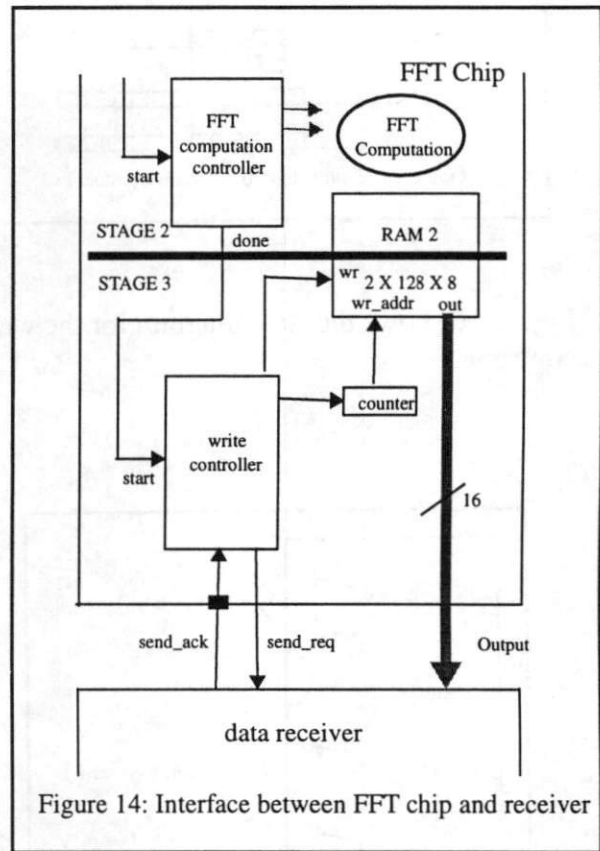 FFT Chip
FFT
computation
controller
FFT
Computation
start
STAGE 2
done
RAM 2
STAGE 3
wr
2 X 128 X 8
wr_addr
out
counter
write
controller
start
16
send_ack
send_req
Output
data receiver
Figure 14: Interface between FFT chip and receiver